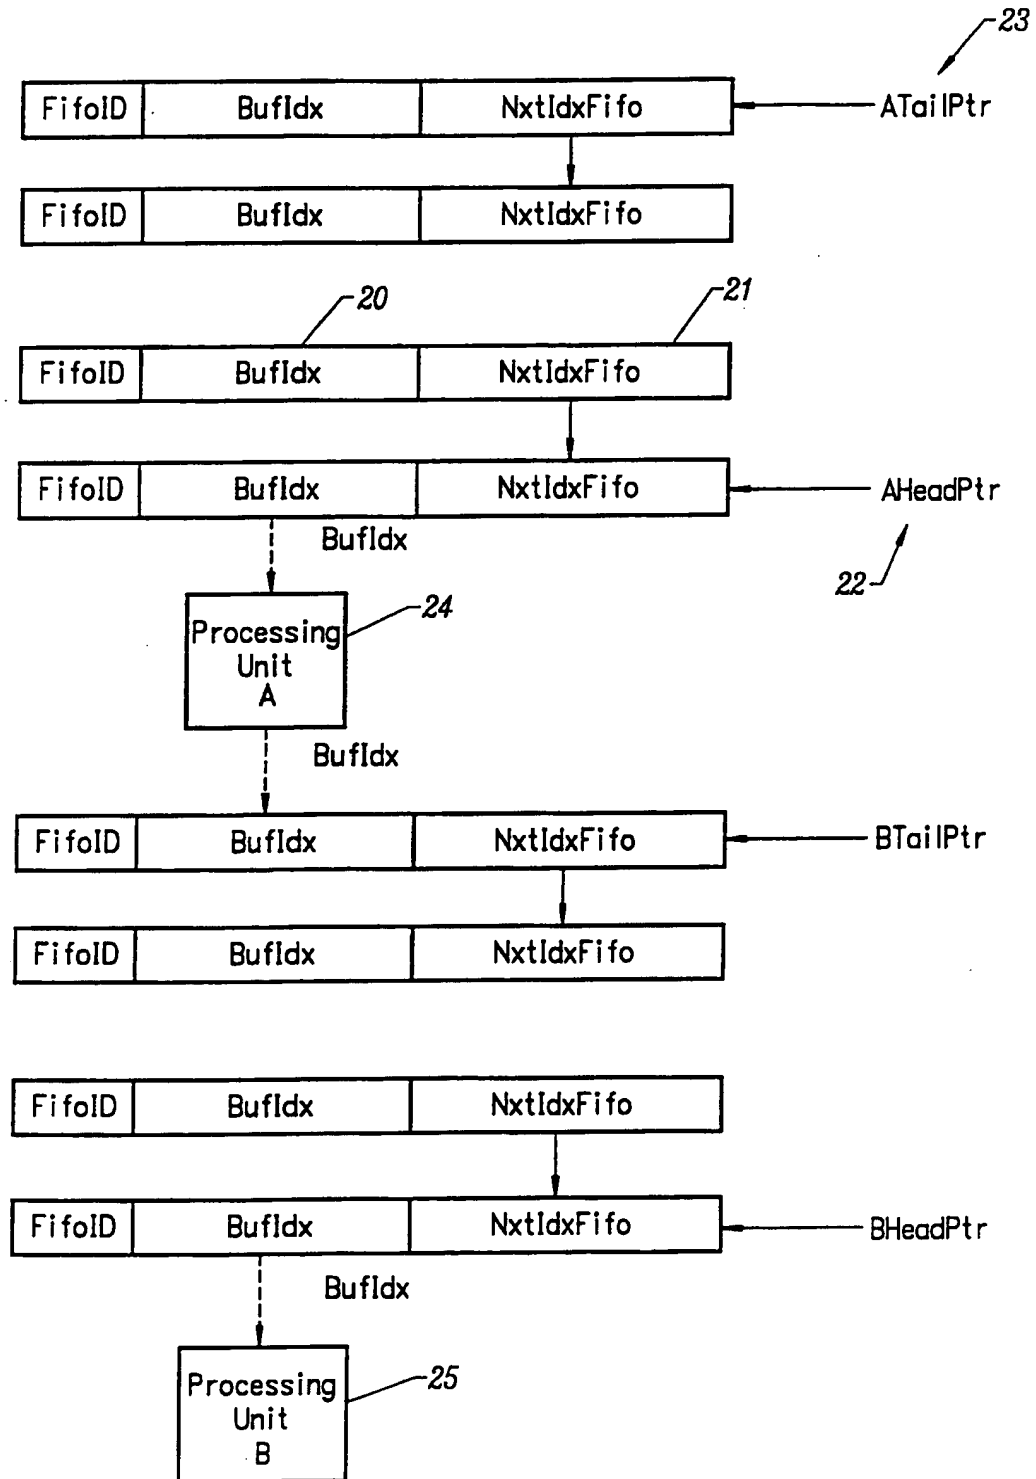 23
FifoID BufIdx NxtIdxFifo ATailPtr
FifoID BufIdx NxtIdxFifo
20 21
FifoID BufIdx NxtIdxFifo
FifoID BufIdx NxtIdxFifo AHeadPtr
BufIdx
22
24
Processing
Unit
A
BufIdx
FifoID BufIdx NxtIdxFifo BTailPtr
FifoID BufIdx NxtIdxFifo
FifoID BufIdx NxtIdxFifo
FifoID BufIdx NxtIdxFifo BHeadPtr
BufIdx
25
Processing
Unit
B